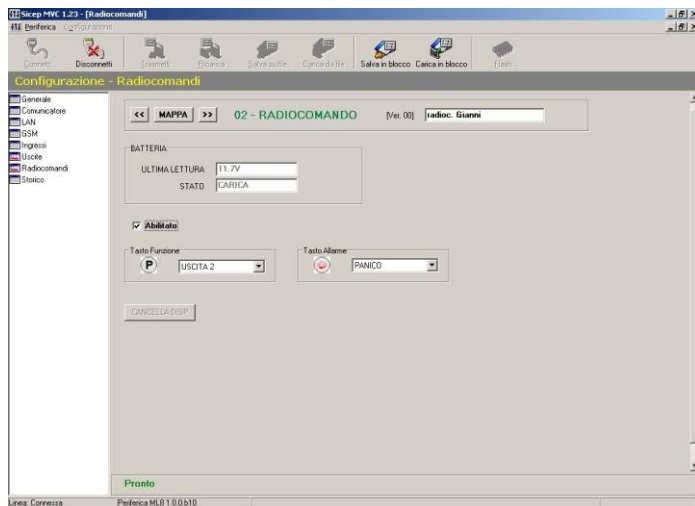 Sicep MVC 1.23 - [Radiocomandi]
Periferica Configurazione
Connetti Disconnetti Trasmetti Ricarica Salva su file Carica da file Salva in blocco Carica in blocco Flash
Configurazione - Radiocomandi
Generale
Comunicatore
LAN
GSM
Ingressi
Uscite
Radiocomandi
Storico
<< MAPPA >> 02 - RADIOCOMANDO [Ver. 00] radioc. Gianni
BATTERIA
ULTIMA LETTURA 11.7V
STATO CARICA
Abilitato
Tasto Funzione
P USCITA 2
Tasto Allarme
PANICO
CANCELLA DISP
Pronto
Linea: Connessa Periferica ML8 1.0.0 b10